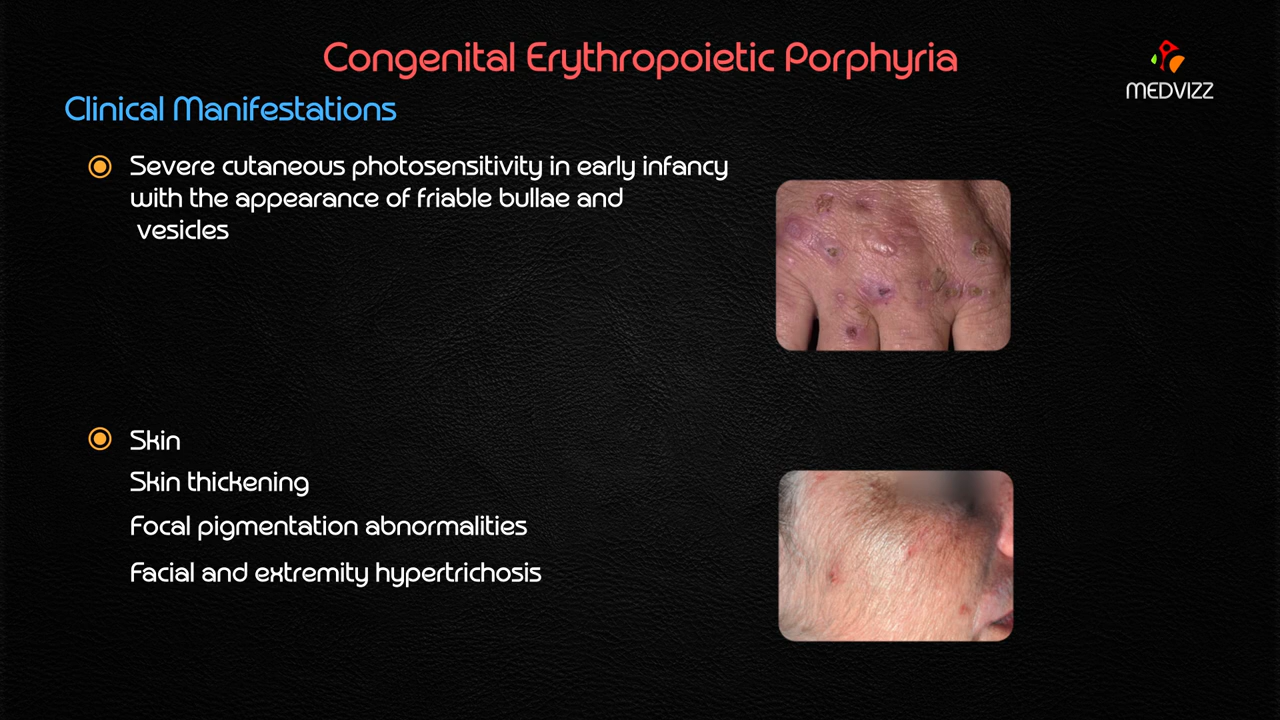 Congenital Erythropoietic Porphyria
MEDVIZZ
Clinical Manifestations
Severe cutaneous photosensitivity in early infancy
with the appearance of friable bullae and
vesicles
Skin
Skin thickening
Focal pigmentation abnormalities
Facial and extremity hypertrichosis